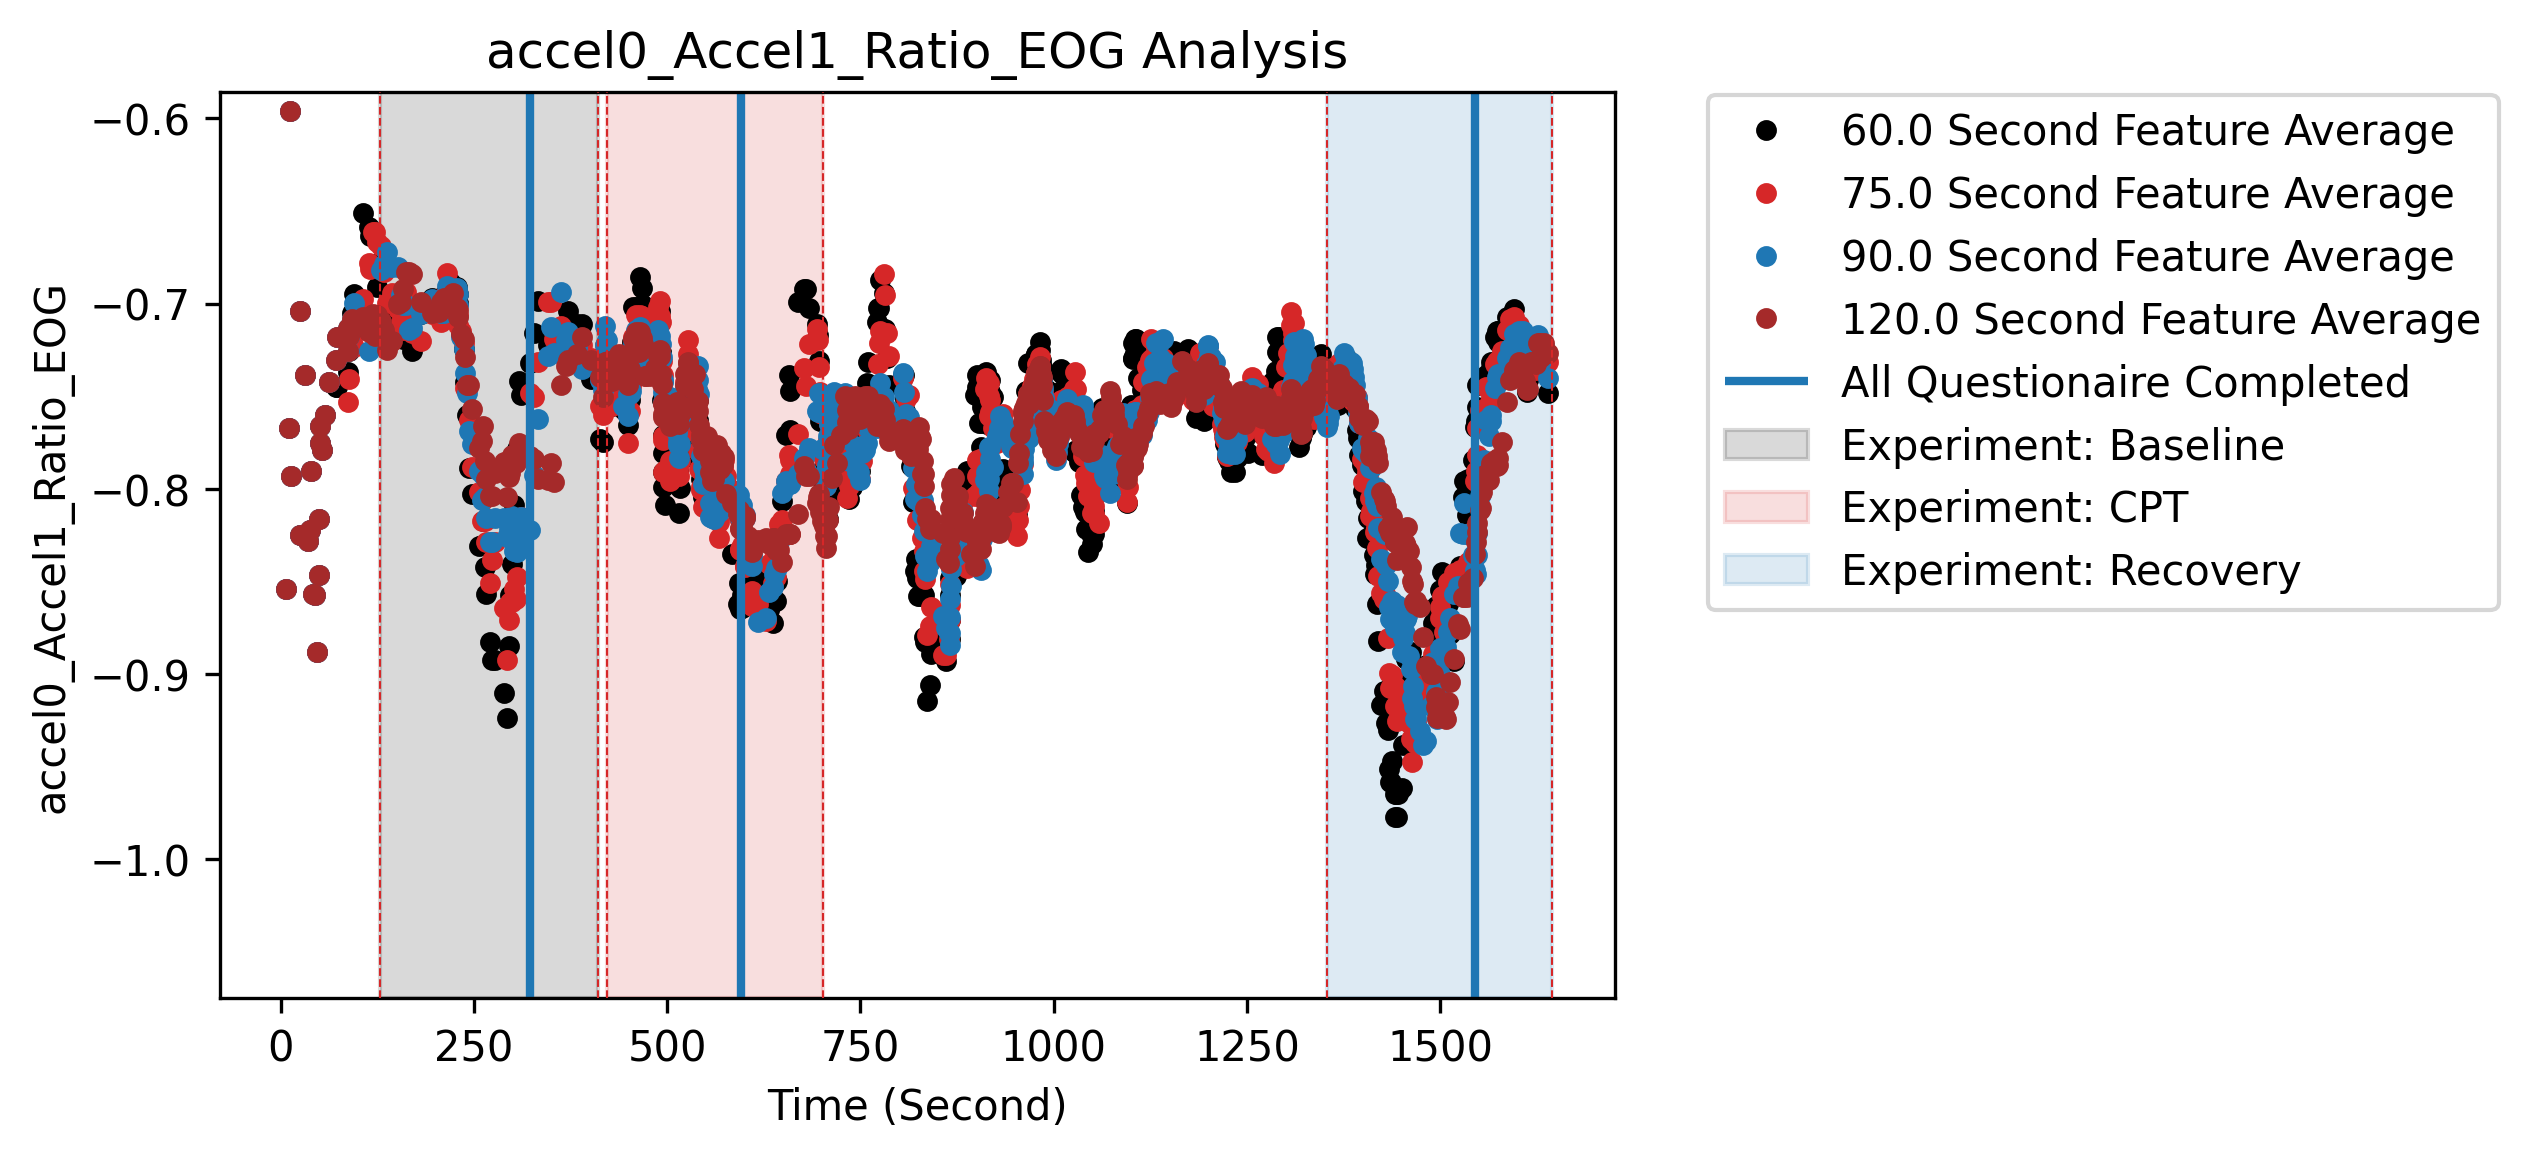 accel0_Accel1_Ratio_EOG Analysis
accel0_Accel1_Ratio_EOG
−0.6
−0.7
−0.8
−0.9
−1.0
0
250
500
750
1000
1250
1500
Time (Second)
60.0 Second Feature Average
75.0 Second Feature Average
90.0 Second Feature Average
120.0 Second Feature Average
All Questionaire Completed
Experiment: Baseline
Experiment: CPT
Experiment: Recovery